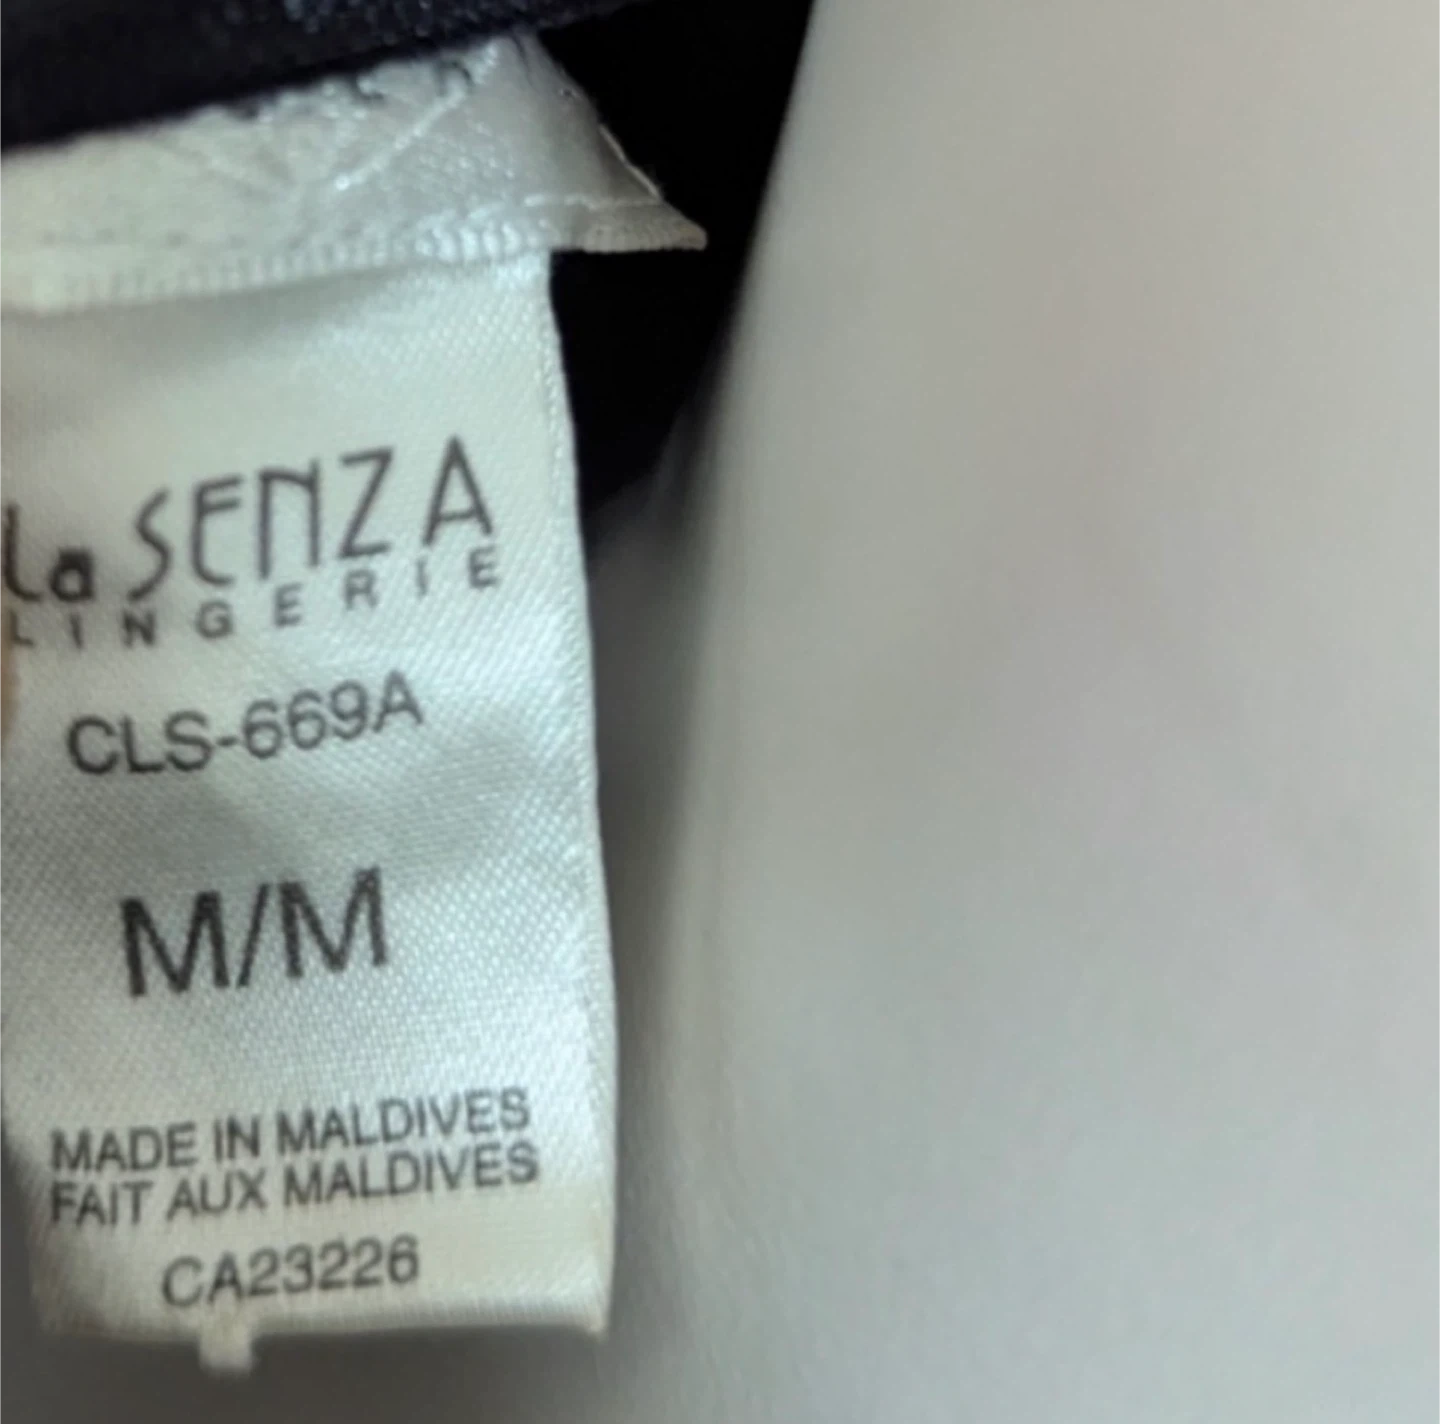 La SENZA
LINGERIE
CLS-669A
M/M
MADE IN MALDIVES
FAIT AUX MALDIVES
CA23226